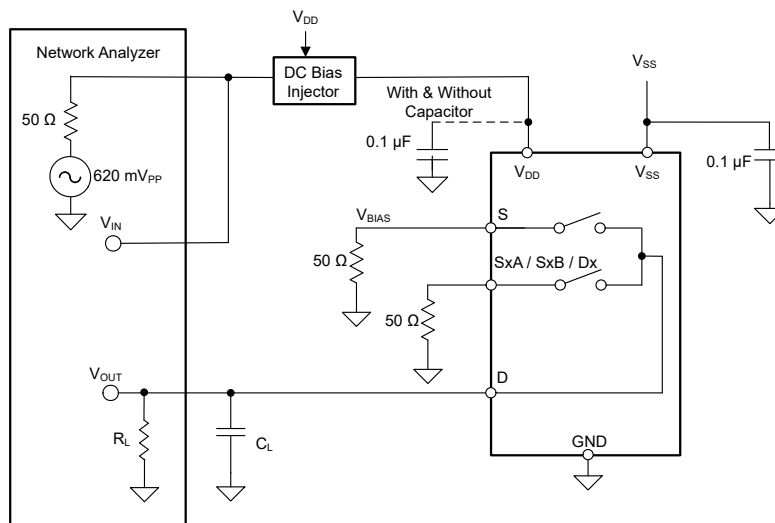 Network Analyzer
50 Ω
620 mVPP
VIN
VDD
DC Bias
Injector
With & Without
Capacitor
0.1 µF
VSS
0.1 µF
VDD
VSS
VBIAS
S
50 Ω
SxA / SxB / Dx
50 Ω
VOUT
D
RL
CL
GND